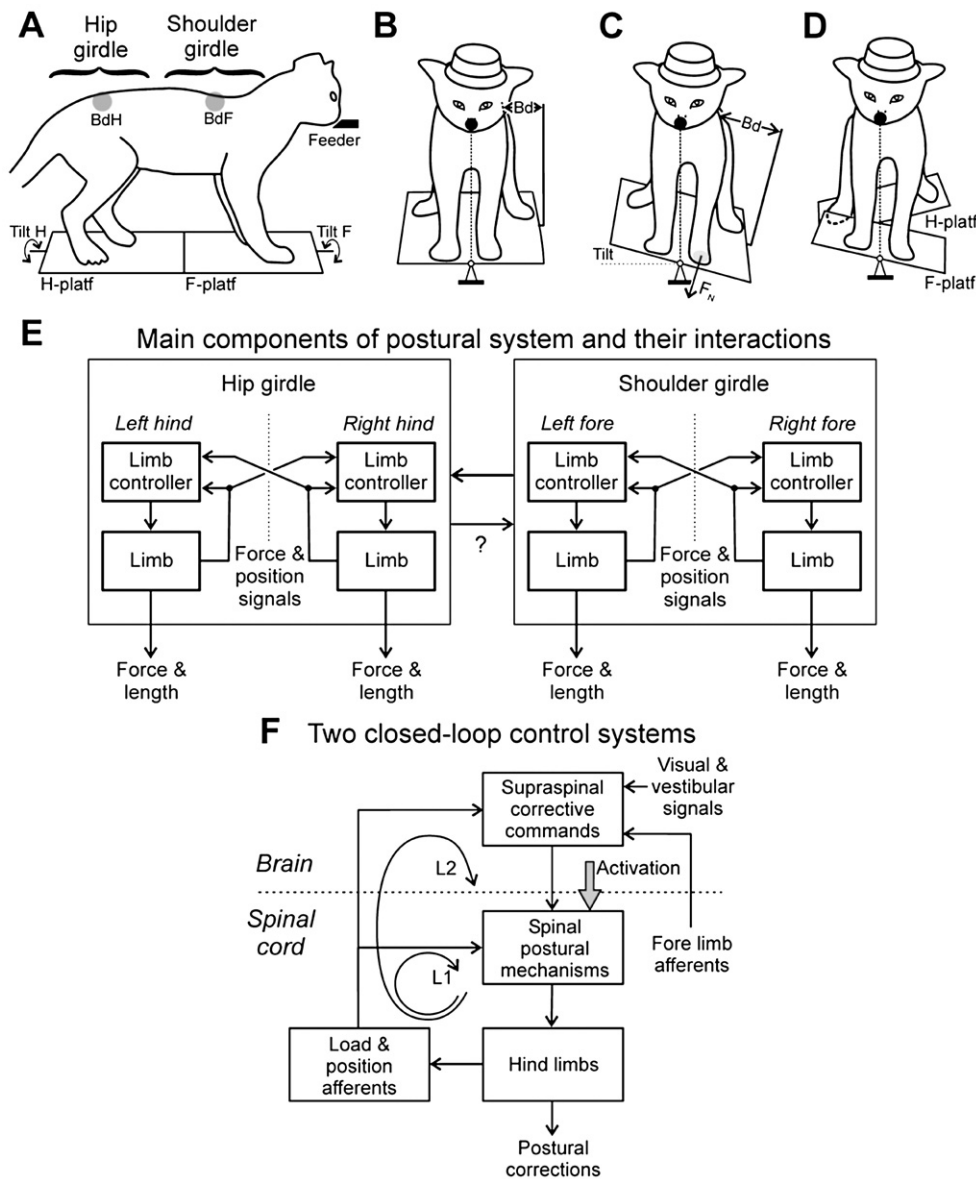 A
Hip
girdle
Shoulder
girdle
BdH
BdF
Feeder
Tilt H
Tilt F
H-platf
F-platf
B
Bd
C
Bd
Tilt
F_N
D
H-platf
F-platf
E
Main components of postural system and their interactions
Hip girdle
Left hind
Right hind
Limb
controller
Limb
controller
Limb
Force &
position
signals
Limb
Force &
length
Force &
length
?
Shoulder girdle
Left fore
Right fore
Limb
controller
Limb
controller
Limb
Force &
position
signals
Limb
Force &
length
Force &
length
F
Two closed-loop control systems
Supraspinal
corrective
commands
Visual &
vestibular
signals
Brain
L2
Activation
Spinal
cord
L1
Spinal
postural
mechanisms
Fore limb
afferents
Load &
position
afferents
Hind limbs
Postural
corrections